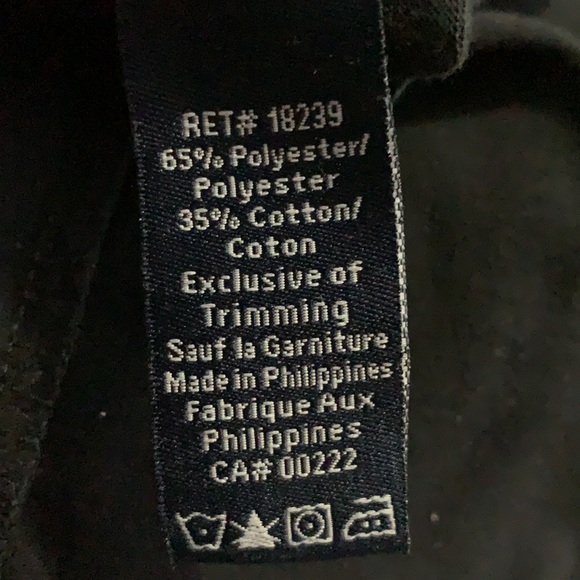 RET# 18239
65% Polyester/
Polyester
35% Cotton/
Coton
Exclusive of
Trimming
Sauf la Garniture
Made in Philippines
Fabrique Aux
Philippines
CA# 00222